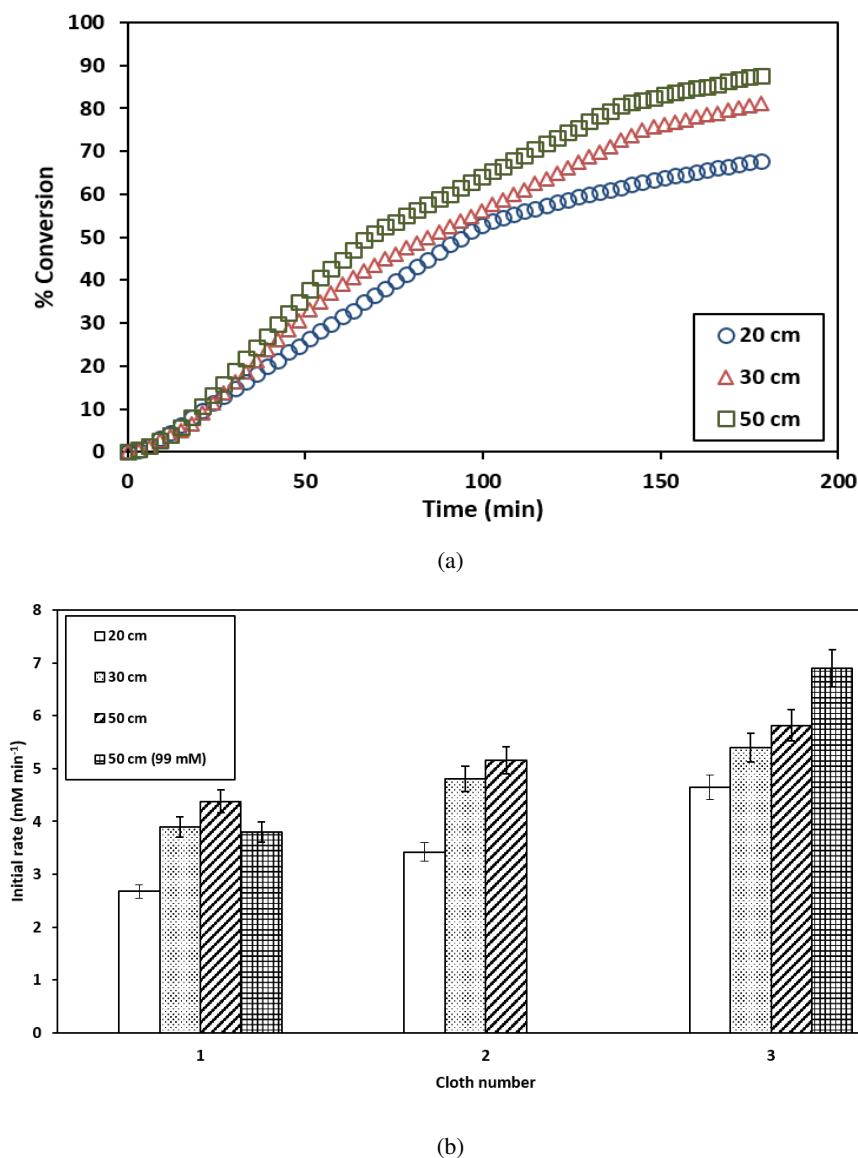 100
90
80
70
60
50
40
30
20
10
0
% Conversion
20 cm
30 cm
50 cm
0 50 100 150 200
Time (min)
(a)
8
7
6
5
4
3
2
1
0
Initial rate (mM min⁻¹)
20 cm
30 cm
50 cm
50 cm (99 mM)
1 2 3
Cloth number
(b)